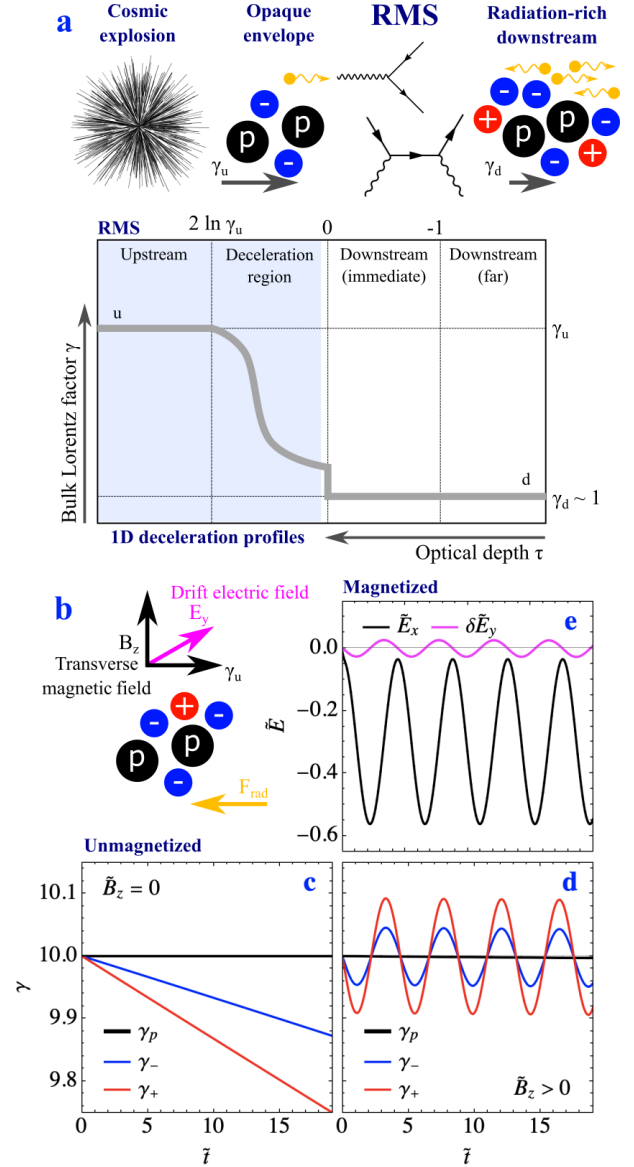 a
Cosmic explosion
Opaque envelope
RMS
Radiation-rich downstream
γu
p
p
-
-
γd
-
-
-
-
p
p
+
+
RMS
2 ln γu
0
-1
Upstream
Deceleration region
Downstream (immediate)
Downstream (far)
u
γu
d
γd ~ 1
Bulk Lorentz factor γ
1D deceleration profiles
Optical depth τ
b
Drift electric field
Ey
Bz
Transverse magnetic field
γu
+
-
-
-
p
p
Frad
Magnetized
e
Ẽx
δẼy
0.0
-0.2
-0.4
-0.6
Ẽ
Unmagnetized
c
B̃z = 0
10.1
10.0
9.9
9.8
γ
γp
γ−
γ+
0
5
10
15
t̃
d
γp
γ−
γ+
B̃z > 0
0
5
10
15
t̃